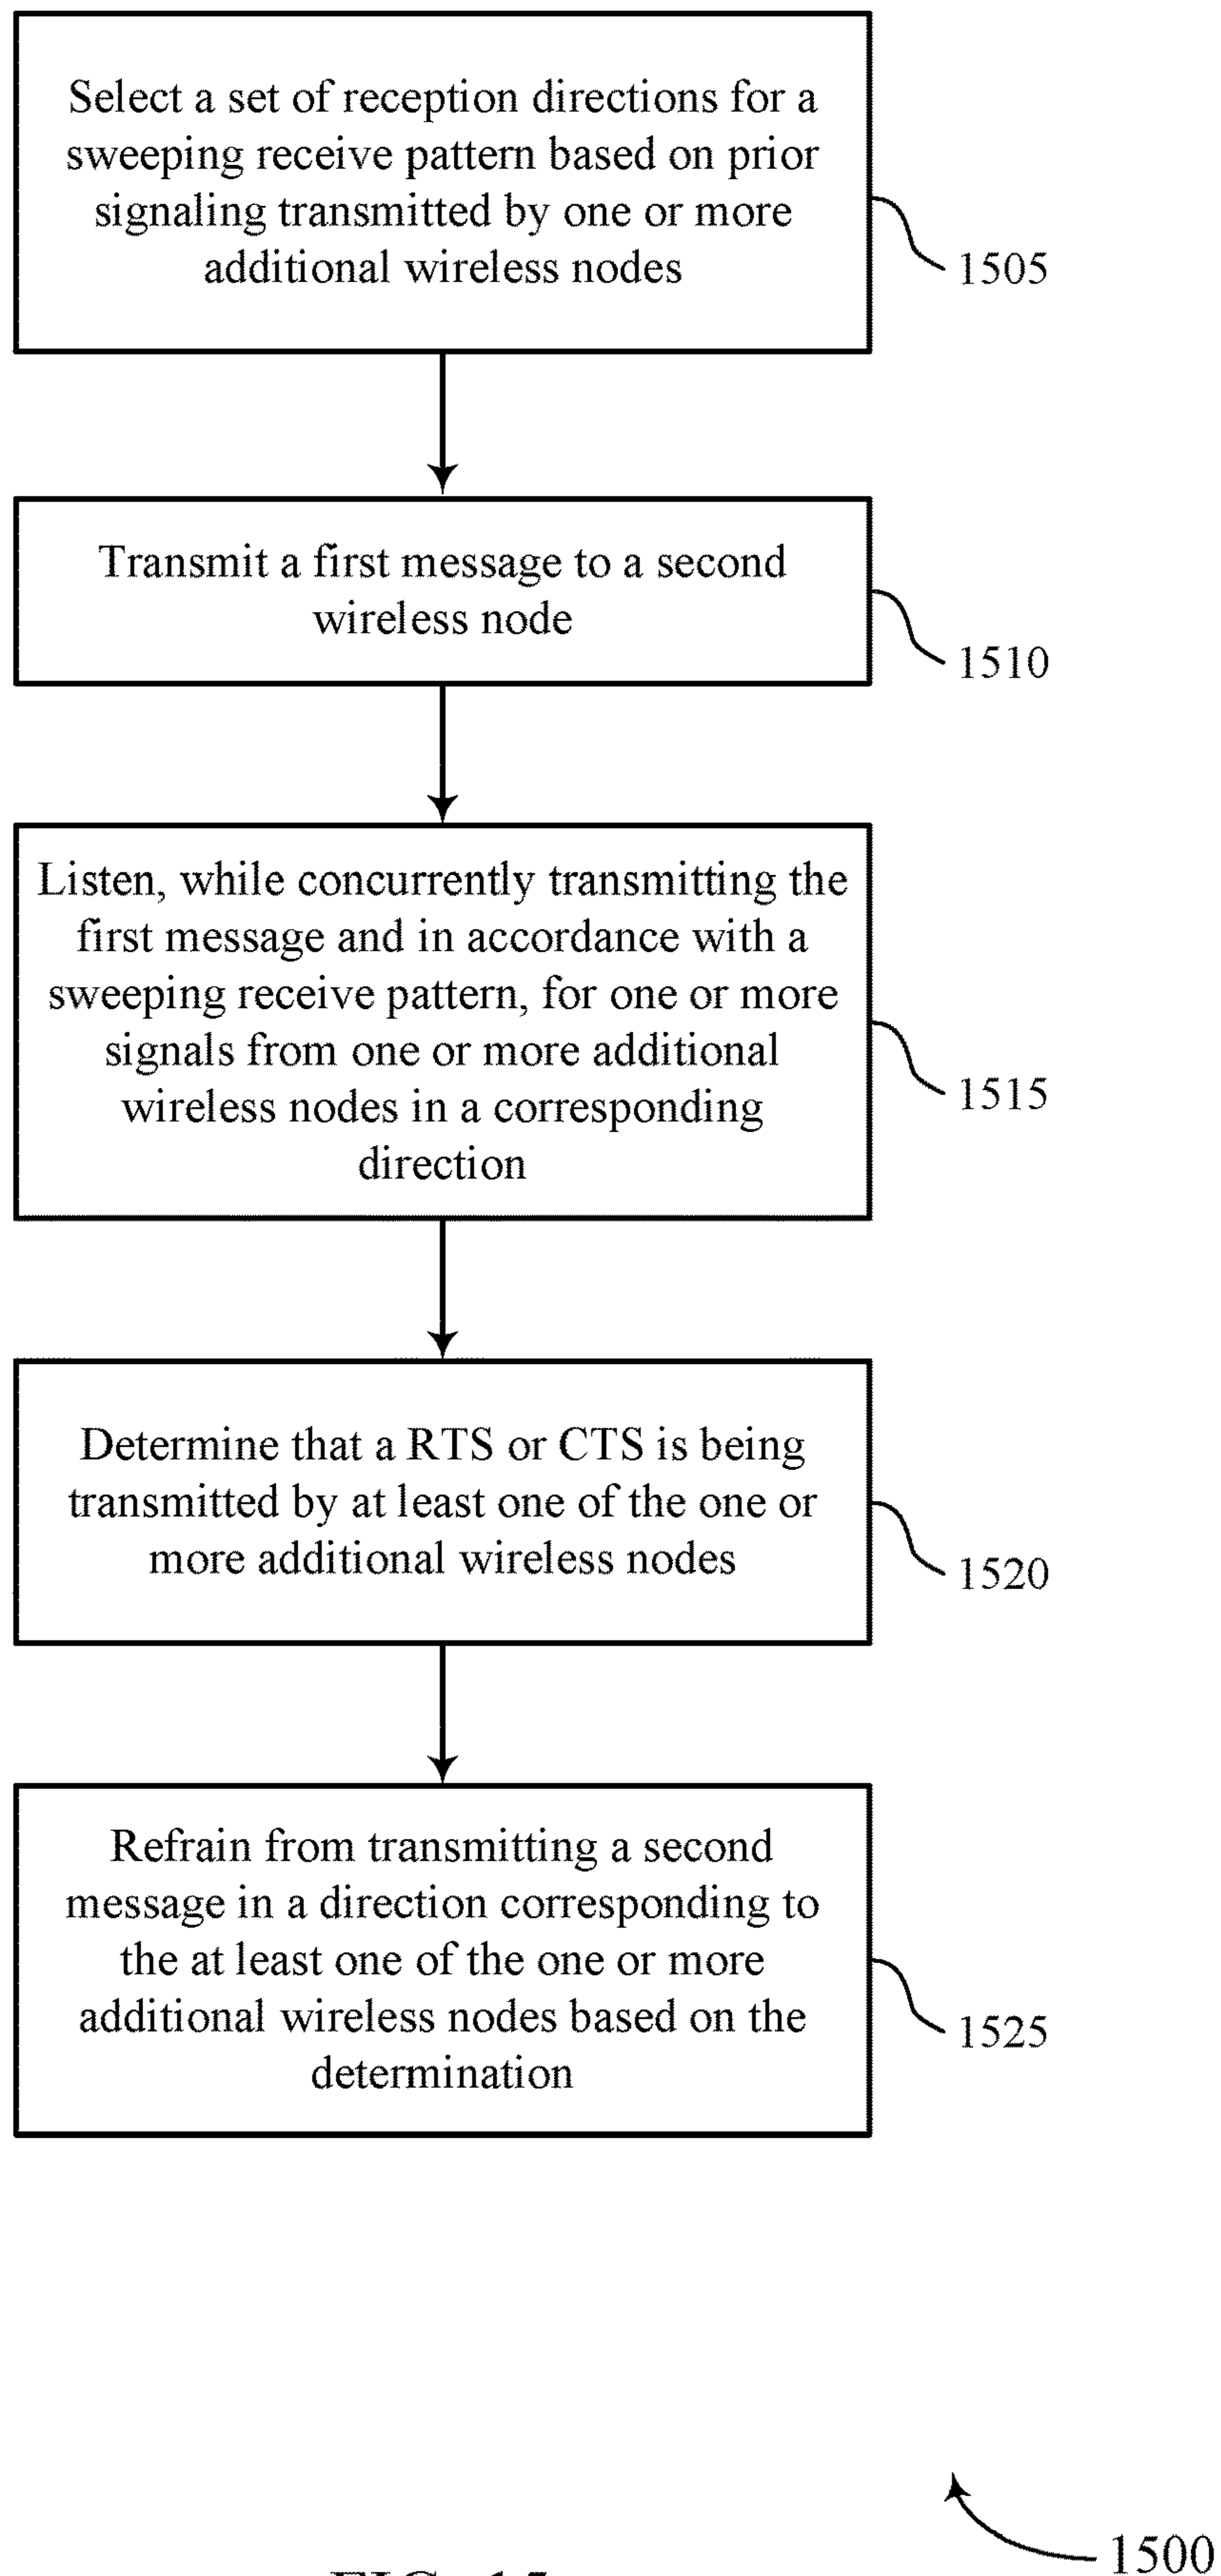 Select a set of reception directions for a
sweeping receive pattern based on prior
signaling transmitted by one or more
additional wireless nodes
1505
Transmit a first message to a second
wireless node
1510
Listen, while concurrently transmitting the
first message and in accordance with a
sweeping receive pattern, for one or more
signals from one or more additional
wireless nodes in a corresponding
direction
1515
Determine that a RTS or CTS is being
transmitted by at least one of the one or
more additional wireless nodes
1520
Refrain from transmitting a second
message in a direction corresponding to
the at least one of the one or more
additional wireless nodes based on the
determination
1525
1500